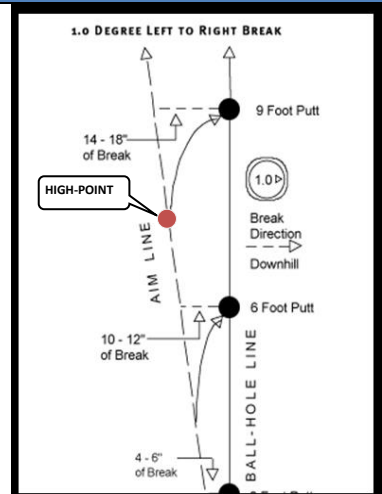 1.0 DEGREE LEFT TO RIGHT BREAK
9 Foot Putt
14 - 18"
of Break
HIGH-POINT
1.0
Break
Direction
Downhill
AIM LINE
6 Foot Putt
10 - 12"
of Break
BALL-HOLE LINE
4 - 6"
of Break